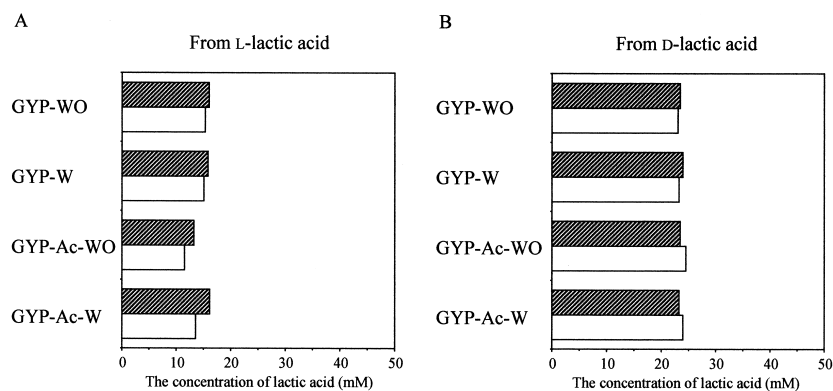 A
From L-lactic acid
GYP-WO
GYP-W
GYP-Ac-WO
GYP-Ac-W
0 10 20 30 40 50
The concentration of lactic acid (mM)
B
From D-lactic acid
GYP-WO
GYP-W
GYP-Ac-WO
GYP-Ac-W
0 10 20 30 40 50
The concentration of lactic acid (mM)